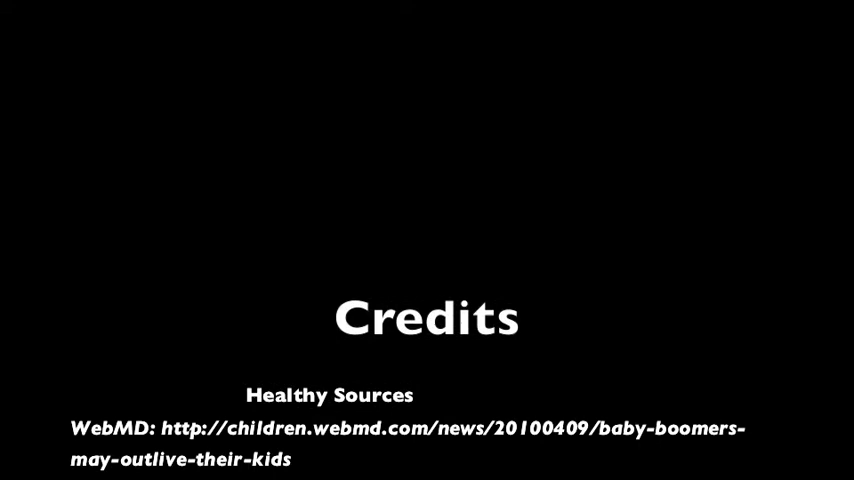 Credits
Healthy Sources
WebMD: http://children.webmd.com/news/20100409/baby-boomers-
may-outlive-their-kids